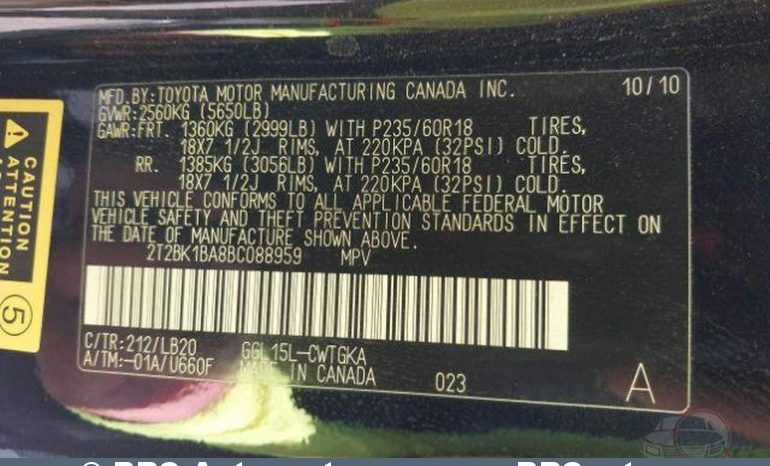 MFD.BY:TOYOTA MOTOR MANUFACTURING CANADA INC. 10/10
GVWR:2560KG (5650LB)
GAWR:FRT. 1360KG (2999LB) WITH P235/60R18 TIRES,
18X7 1/2J RIMS, AT 220KPA (32PSI) COLD.
RR. 1385KG (3056LB) WITH P235/60R18 TIRES,
18X7 1/2J RIMS, AT 220KPA (32PSI) COLD.
THIS VEHICLE CONFORMS TO ALL APPLICABLE FEDERAL MOTOR
VEHICLE SAFETY AND THEFT PREVENTION STANDARDS IN EFFECT ON
THE DATE OF MANUFACTURE SHOWN ABOVE.
2T2BK1BA8BC088959 MPV
C/TR:212/LB20 GGL15L-CWTGKA
A/TM:-01A/U660F MADE IN CANADA 023 A
CAUTION
ATTENTION
5